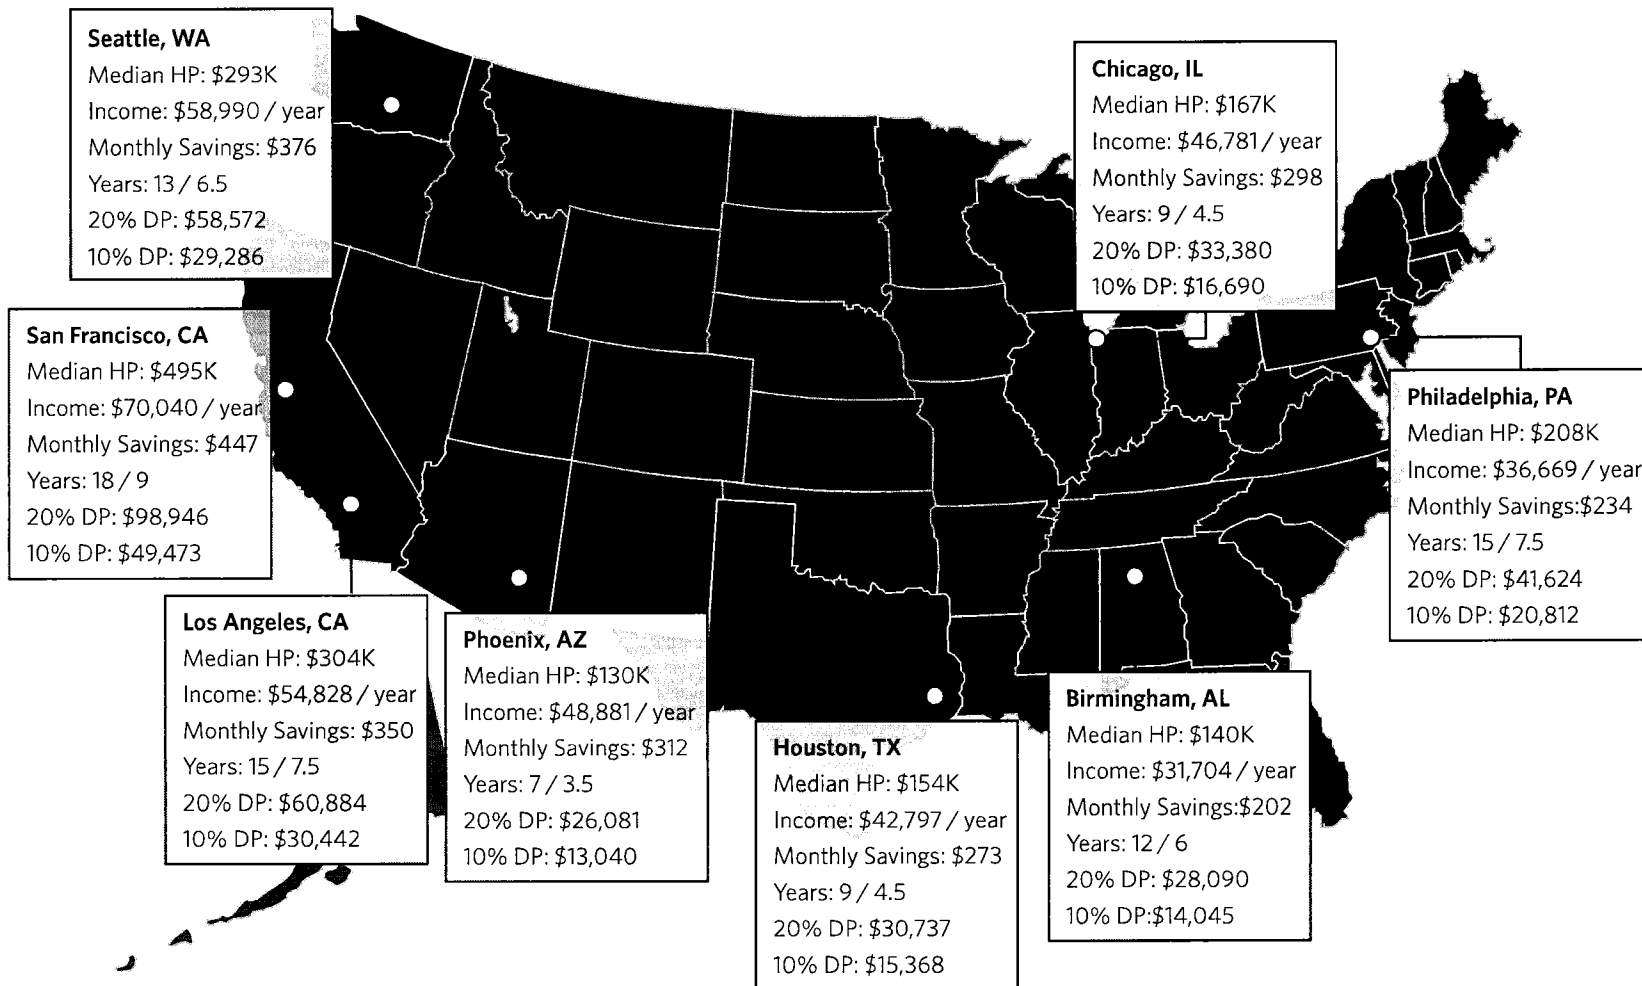 Seattle, WA
Median HP: $293K
Income: $58,990 / year
Monthly Savings: $376
Years: 13 / 6.5
20% DP: $58,572
10% DP: $29,286
Chicago, IL
Median HP: $167K
Income: $46,781 / year
Monthly Savings: $298
Years: 9 / 4.5
20% DP: $33,380
10% DP: $16,690
San Francisco, CA
Median HP: $495K
Income: $70,040 / year
Monthly Savings: $447
Years: 18 / 9
20% DP: $98,946
10% DP: $49,473
Philadelphia, PA
Median HP: $208K
Income: $36,669 / year
Monthly Savings:$234
Years: 15 / 7.5
20% DP: $41,624
10% DP: $20,812
Los Angeles, CA
Median HP: $304K
Income: $54,828 / year
Monthly Savings: $350
Years: 15 / 7.5
20% DP: $60,884
10% DP: $30,442
Phoenix, AZ
Median HP: $130K
Income: $48,881 / year
Monthly Savings: $312
Years: 7 / 3.5
20% DP: $26,081
10% DP: $13,040
Houston, TX
Median HP: $154K
Income: $42,797 / year
Monthly Savings: $273
Years: 9 / 4.5
20% DP: $30,737
10% DP: $15,368
Birmingham, AL
Median HP: $140K
Income: $31,704 / year
Monthly Savings:$202
Years: 12 / 6
20% DP: $28,090
10% DP:$14,045